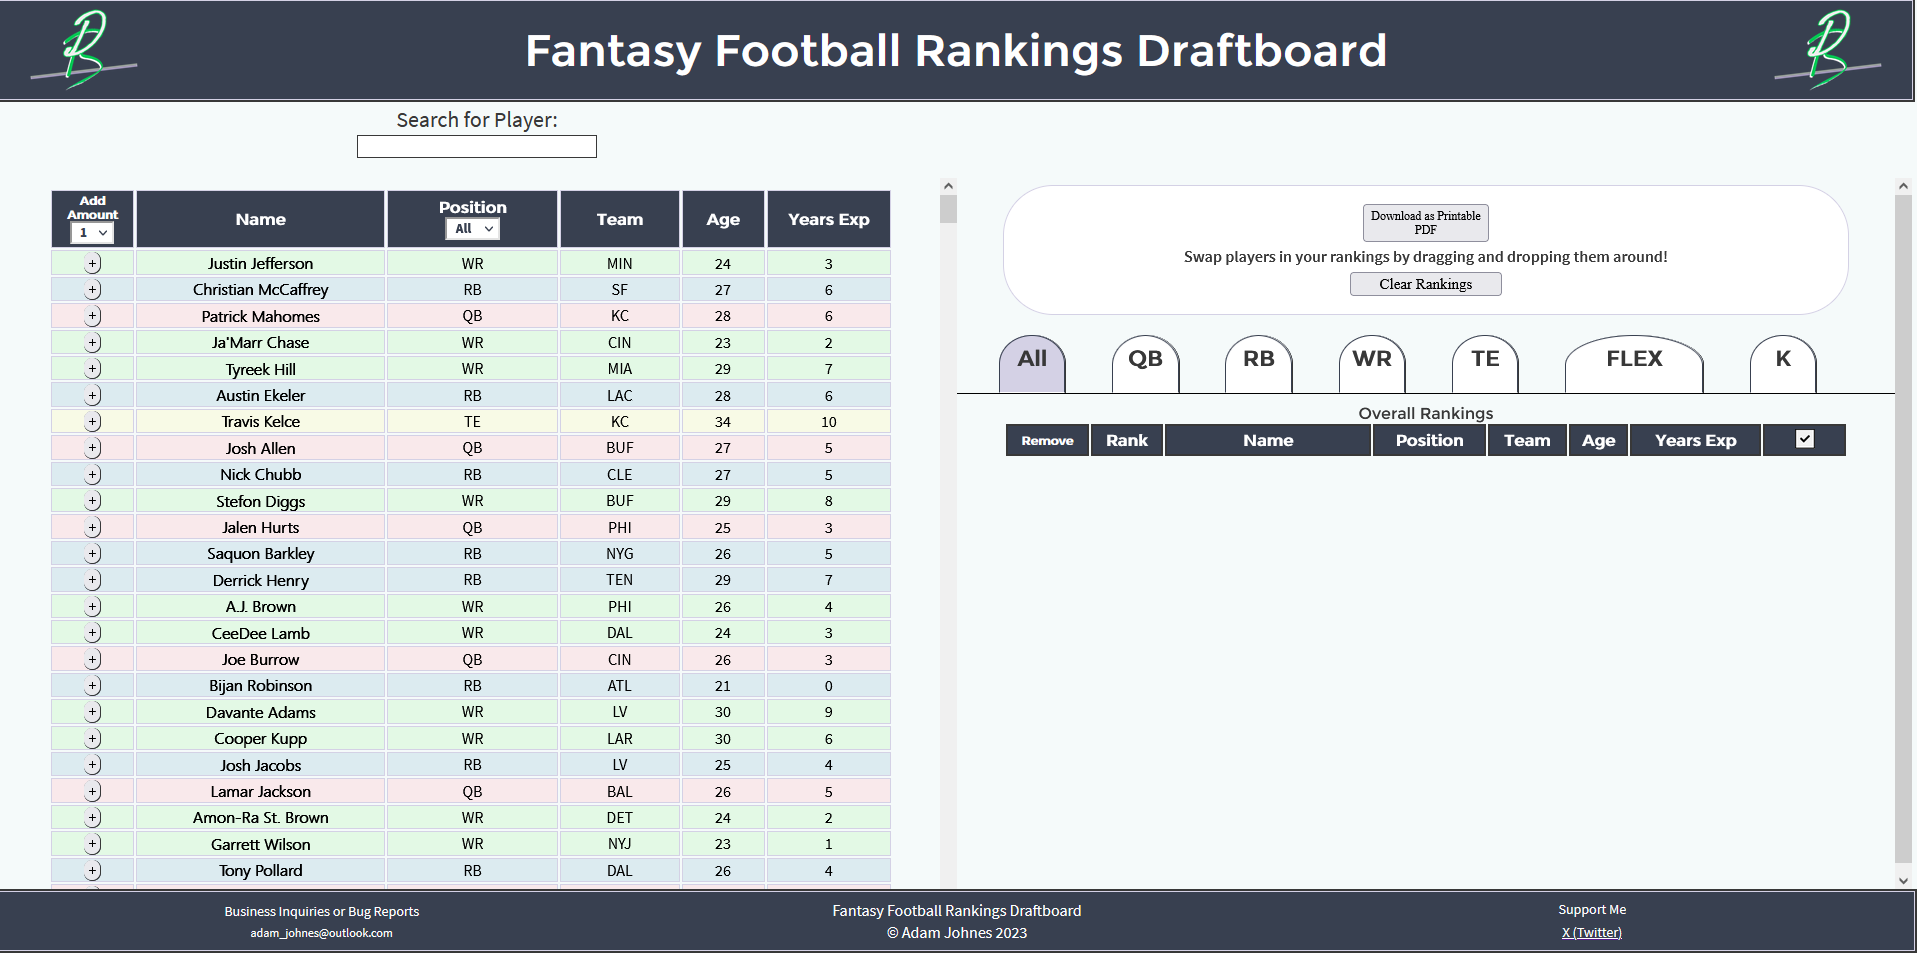 Fantasy Football Rankings Draftboard
Search for Player:
Add Amount 1 Name Position All Team Age Years Exp
+ Justin Jefferson WR MIN 24 3
+ Christian McCaffrey RB SF 27 6
+ Patrick Mahomes QB KC 28 6
+ Ja'Marr Chase WR CIN 23 2
+ Tyreek Hill WR MIA 29 7
+ Austin Ekeler RB LAC 28 6
+ Travis Kelce TE KC 34 10
+ Josh Allen QB BUF 27 5
+ Nick Chubb RB CLE 27 5
+ Stefon Diggs WR BUF 29 8
+ Jalen Hurts QB PHI 25 3
+ Saquon Barkley RB NYG 26 5
+ Derrick Henry RB TEN 29 7
+ A.J. Brown WR PHI 26 4
+ CeeDee Lamb WR DAL 24 3
+ Joe Burrow QB CIN 26 3
+ Bijan Robinson RB ATL 21 0
+ Davante Adams WR LV 30 9
+ Cooper Kupp WR LAR 30 6
+ Josh Jacobs RB LV 25 4
+ Lamar Jackson QB BAL 26 5
+ Amon-Ra St. Brown WR DET 24 2
+ Garrett Wilson WR NYJ 23 1
+ Tony Pollard RB DAL 26 4
Download as Printable
PDF
Swap players in your rankings by dragging and dropping them around!
Clear Rankings
All QB RB WR TE FLEX K
Overall Rankings
Remove Rank Name Position Team Age Years Exp
Business Inquiries or Bug Reports
adam_johnes@outlook.com
Fantasy Football Rankings Draftboard
© Adam Johnes 2023
Support Me
X (Twitter)